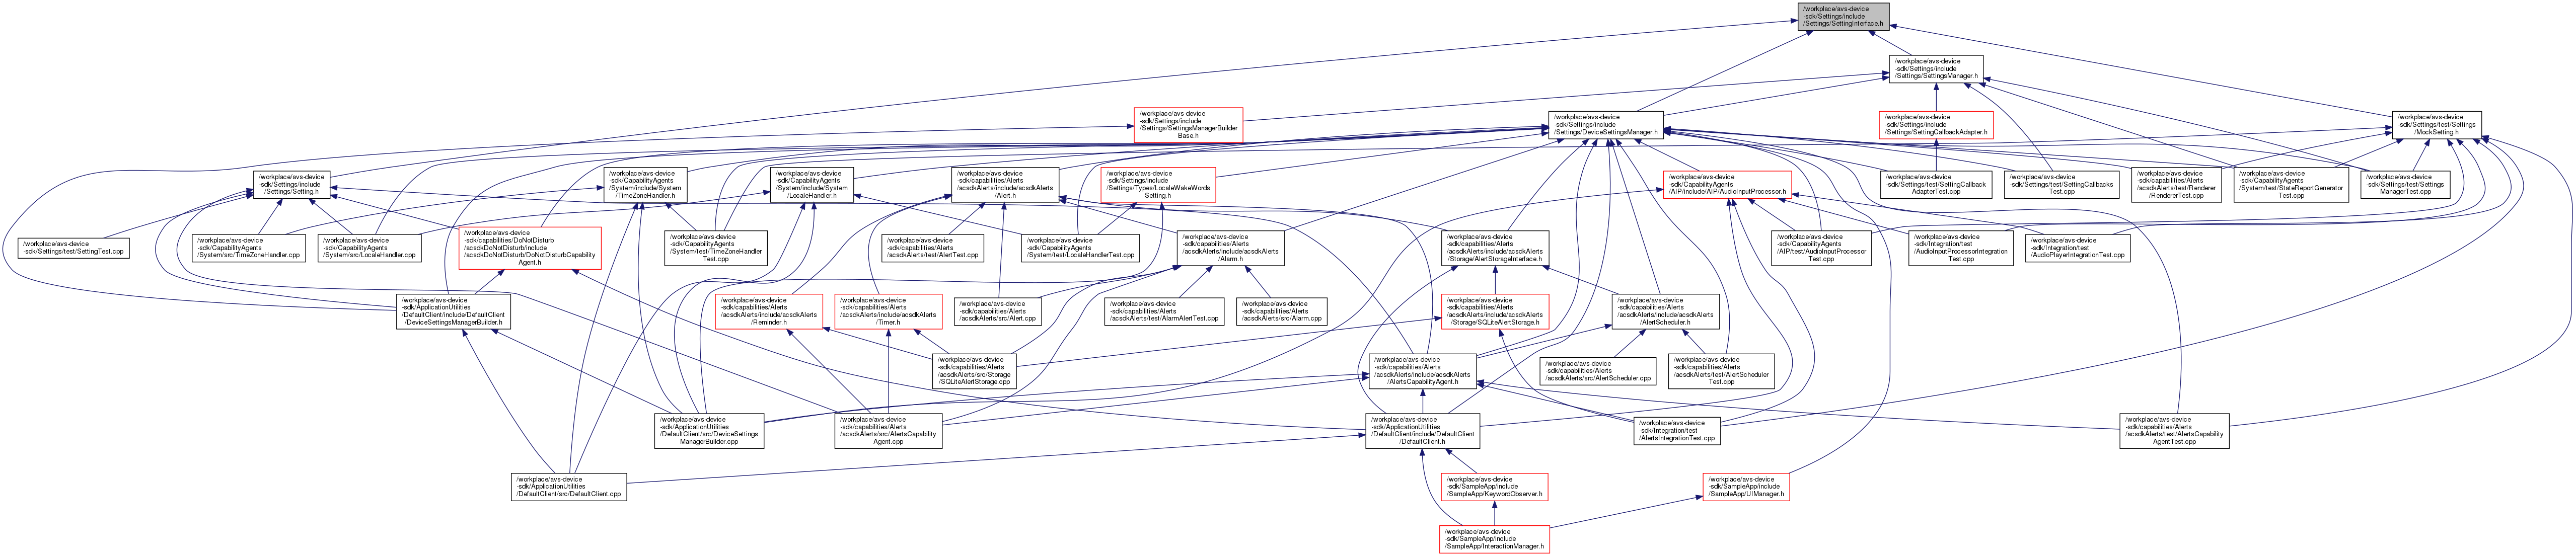 /workplace/avs-device
-sdk/Settings/include
/Settings/SettingInterface.h
/workplace/avs-device
-sdk/Settings/include
/Settings/SettingsManager.h
/workplace/avs-device
-sdk/Settings/include
/Settings/SettingsManagerBuilder
Base.h
/workplace/avs-device
-sdk/Settings/include
/Settings/DeviceSettingsManager.h
/workplace/avs-device
-sdk/Settings/include
/Settings/SettingCallbackAdapter.h
/workplace/avs-device
-sdk/Settings/test/Settings
/MockSetting.h
/workplace/avs-device
-sdk/Settings/include
/Settings/Setting.h
/workplace/avs-device
-sdk/CapabilityAgents
/System/include/System
/TimeZoneHandler.h
/workplace/avs-device
-sdk/CapabilityAgents
/System/include/System
/LocaleHandler.h
/workplace/avs-device
-sdk/capabilities/Alerts
/acsdkAlerts/include/acsdkAlerts
/Alert.h
/workplace/avs-device
-sdk/Settings/include
/Settings/Types/LocaleWakeWords
Setting.h
/workplace/avs-device
-sdk/CapabilityAgents
/AIP/include/AIP/AudioInputProcessor.h
/workplace/avs-device
-sdk/Settings/test/SettingCallback
AdapterTest.cpp
/workplace/avs-device
-sdk/Settings/test/SettingCallbacks
Test.cpp
/workplace/avs-device
-sdk/capabilities/Alerts
/acsdkAlerts/test/Renderer
/RendererTest.cpp
/workplace/avs-device
-sdk/CapabilityAgents
/System/test/StateReportGenerator
Test.cpp
/workplace/avs-device
-sdk/Settings/test/Settings
ManagerTest.cpp
/workplace/avs-device
-sdk/Settings/test/SettingTest.cpp
/workplace/avs-device
-sdk/CapabilityAgents
/System/src/TimeZoneHandler.cpp
/workplace/avs-device
-sdk/CapabilityAgents
/System/src/LocaleHandler.cpp
/workplace/avs-device
-sdk/capabilities/DoNotDisturb
/acsdkDoNotDisturb/include
/acsdkDoNotDisturb/DoNotDisturbCapability
Agent.h
/workplace/avs-device
-sdk/CapabilityAgents
/System/test/TimeZoneHandler
Test.cpp
/workplace/avs-device
-sdk/capabilities/Alerts
/acsdkAlerts/test/AlertTest.cpp
/workplace/avs-device
-sdk/CapabilityAgents
/System/test/LocaleHandlerTest.cpp
/workplace/avs-device
-sdk/capabilities/Alerts
/acsdkAlerts/include/acsdkAlerts
/Alarm.h
/workplace/avs-device
-sdk/capabilities/Alerts
/acsdkAlerts/include/acsdkAlerts
/Storage/AlertStorageInterface.h
/workplace/avs-device
-sdk/CapabilityAgents
/AIP/test/AudioInputProcessor
Test.cpp
/workplace/avs-device
-sdk/Integration/test
/AudioInputProcessorIntegration
Test.cpp
/workplace/avs-device
-sdk/Integration/test
/AudioPlayerIntegrationTest.cpp
/workplace/avs-device
-sdk/ApplicationUtilities
/DefaultClient/include/DefaultClient
/DeviceSettingsManagerBuilder.h
/workplace/avs-device
-sdk/capabilities/Alerts
/acsdkAlerts/include/acsdkAlerts
/Reminder.h
/workplace/avs-device
-sdk/capabilities/Alerts
/acsdkAlerts/include/acsdkAlerts
/Timer.h
/workplace/avs-device
-sdk/capabilities/Alerts
/acsdkAlerts/src/Alert.cpp
/workplace/avs-device
-sdk/capabilities/Alerts
/acsdkAlerts/test/AlarmAlertTest.cpp
/workplace/avs-device
-sdk/capabilities/Alerts
/acsdkAlerts/src/Alarm.cpp
/workplace/avs-device
-sdk/capabilities/Alerts
/acsdkAlerts/include/acsdkAlerts
/Storage/SQLiteAlertStorage.h
/workplace/avs-device
-sdk/capabilities/Alerts
/acsdkAlerts/include/acsdkAlerts
/AlertScheduler.h
/workplace/avs-device
-sdk/capabilities/Alerts
/acsdkAlerts/src/Storage
/SQLiteAlertStorage.cpp
/workplace/avs-device
-sdk/capabilities/Alerts
/acsdkAlerts/include/acsdkAlerts
/AlertsCapabilityAgent.h
/workplace/avs-device
-sdk/capabilities/Alerts
/acsdkAlerts/src/AlertScheduler.cpp
/workplace/avs-device
-sdk/capabilities/Alerts
/acsdkAlerts/test/AlertScheduler
Test.cpp
/workplace/avs-device
-sdk/ApplicationUtilities
/DefaultClient/src/DeviceSettings
ManagerBuilder.cpp
/workplace/avs-device
-sdk/capabilities/Alerts
/acsdkAlerts/src/AlertsCapability
Agent.cpp
/workplace/avs-device
-sdk/ApplicationUtilities
/DefaultClient/include/DefaultClient
/DefaultClient.h
/workplace/avs-device
-sdk/Integration/test
/AlertsIntegrationTest.cpp
/workplace/avs-device
-sdk/capabilities/Alerts
/acsdkAlerts/test/AlertsCapability
AgentTest.cpp
/workplace/avs-device
-sdk/ApplicationUtilities
/DefaultClient/src/DefaultClient.cpp
/workplace/avs-device
-sdk/SampleApp/include
/SampleApp/KeywordObserver.h
/workplace/avs-device
-sdk/SampleApp/include
/SampleApp/UIManager.h
/workplace/avs-device
-sdk/SampleApp/include
/SampleApp/InteractionManager.h